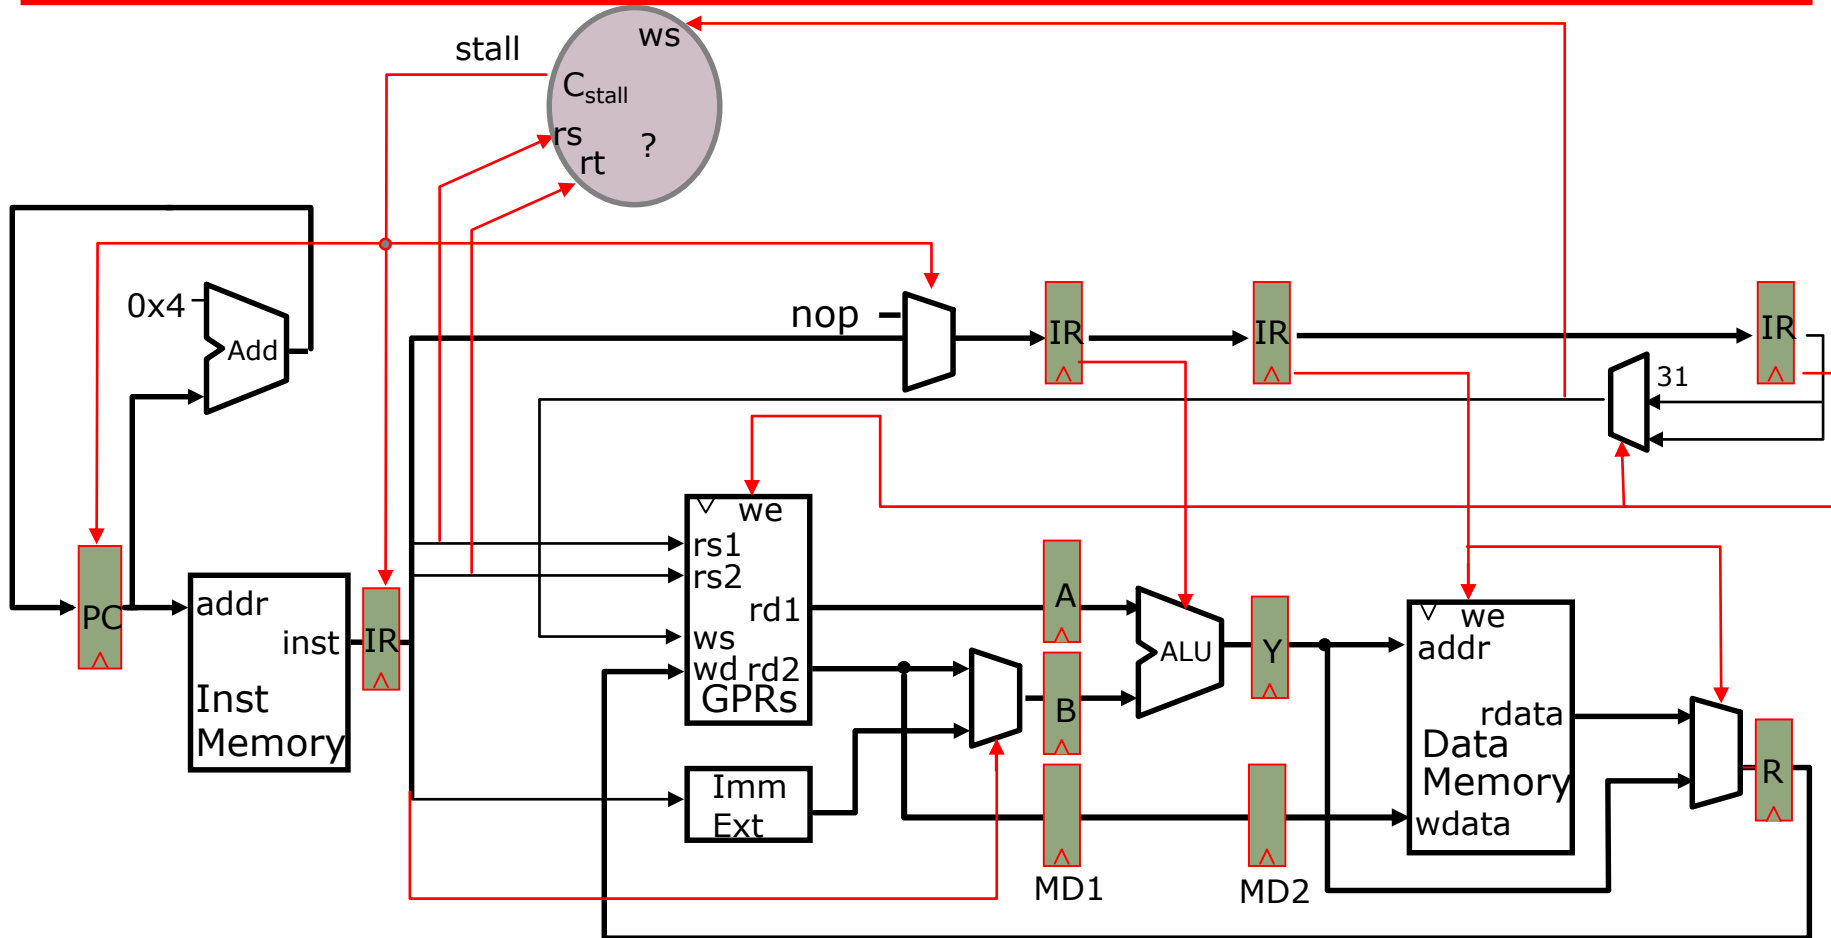 ws
stall
C_stall
rs
?
rt
0x4
nop
IR
IR
IR
Add
31
we
rs1
rs2
A
rd1
PC
addr
we
inst
IR
ws
ALU
Y
addr
wd rd2
GPRs
B
Inst
Memory
rdata
Data
Memory
R
Imm
Ext
wdata
MD1
MD2